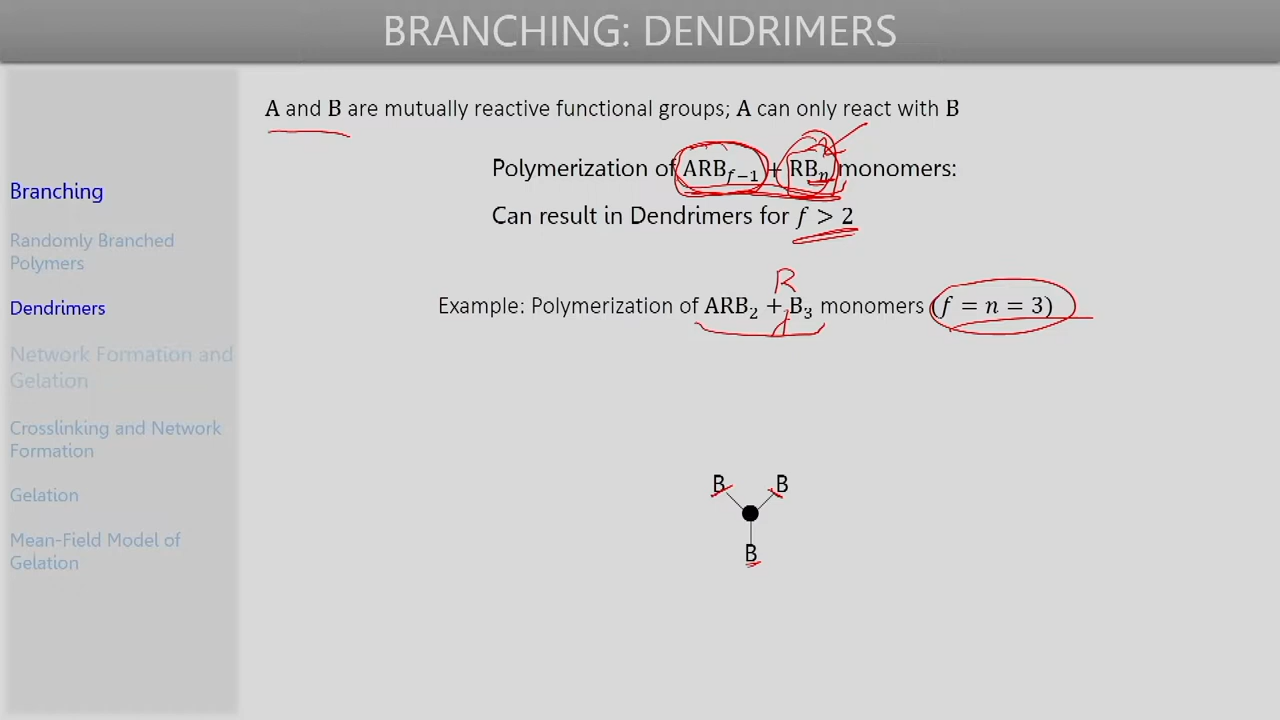 BRANCHING: DENDRIMERS
A and B are mutually reactive functional groups; A can only react with B
Polymerization of ARB_{f−1} + RB_n monomers:
Can result in Dendrimers for f > 2
R
Example: Polymerization of ARB₂ + B₃ monomers (f = n = 3)
B B
B
Branching
Randomly Branched
Polymers
Dendrimers
Network Formation and
Gelation
Crosslinking and Network
Formation
Gelation
Mean-Field Model of
Gelation